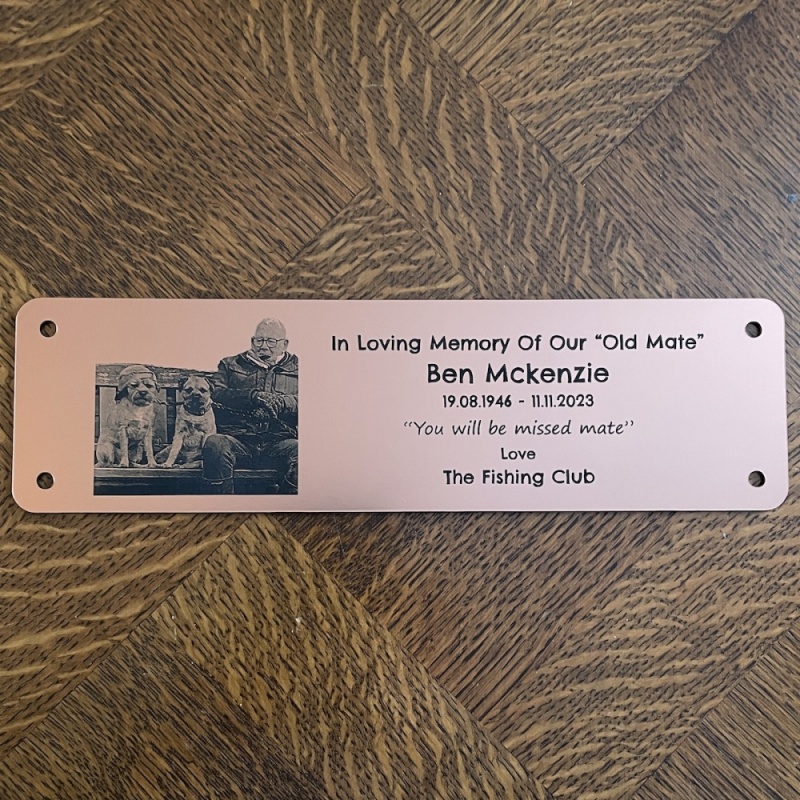 In Loving Memory Of Our “Old Mate”
Ben Mckenzie
19.08.1946 - 11.11.2023
“You will be missed mate”
Love
The Fishing Club